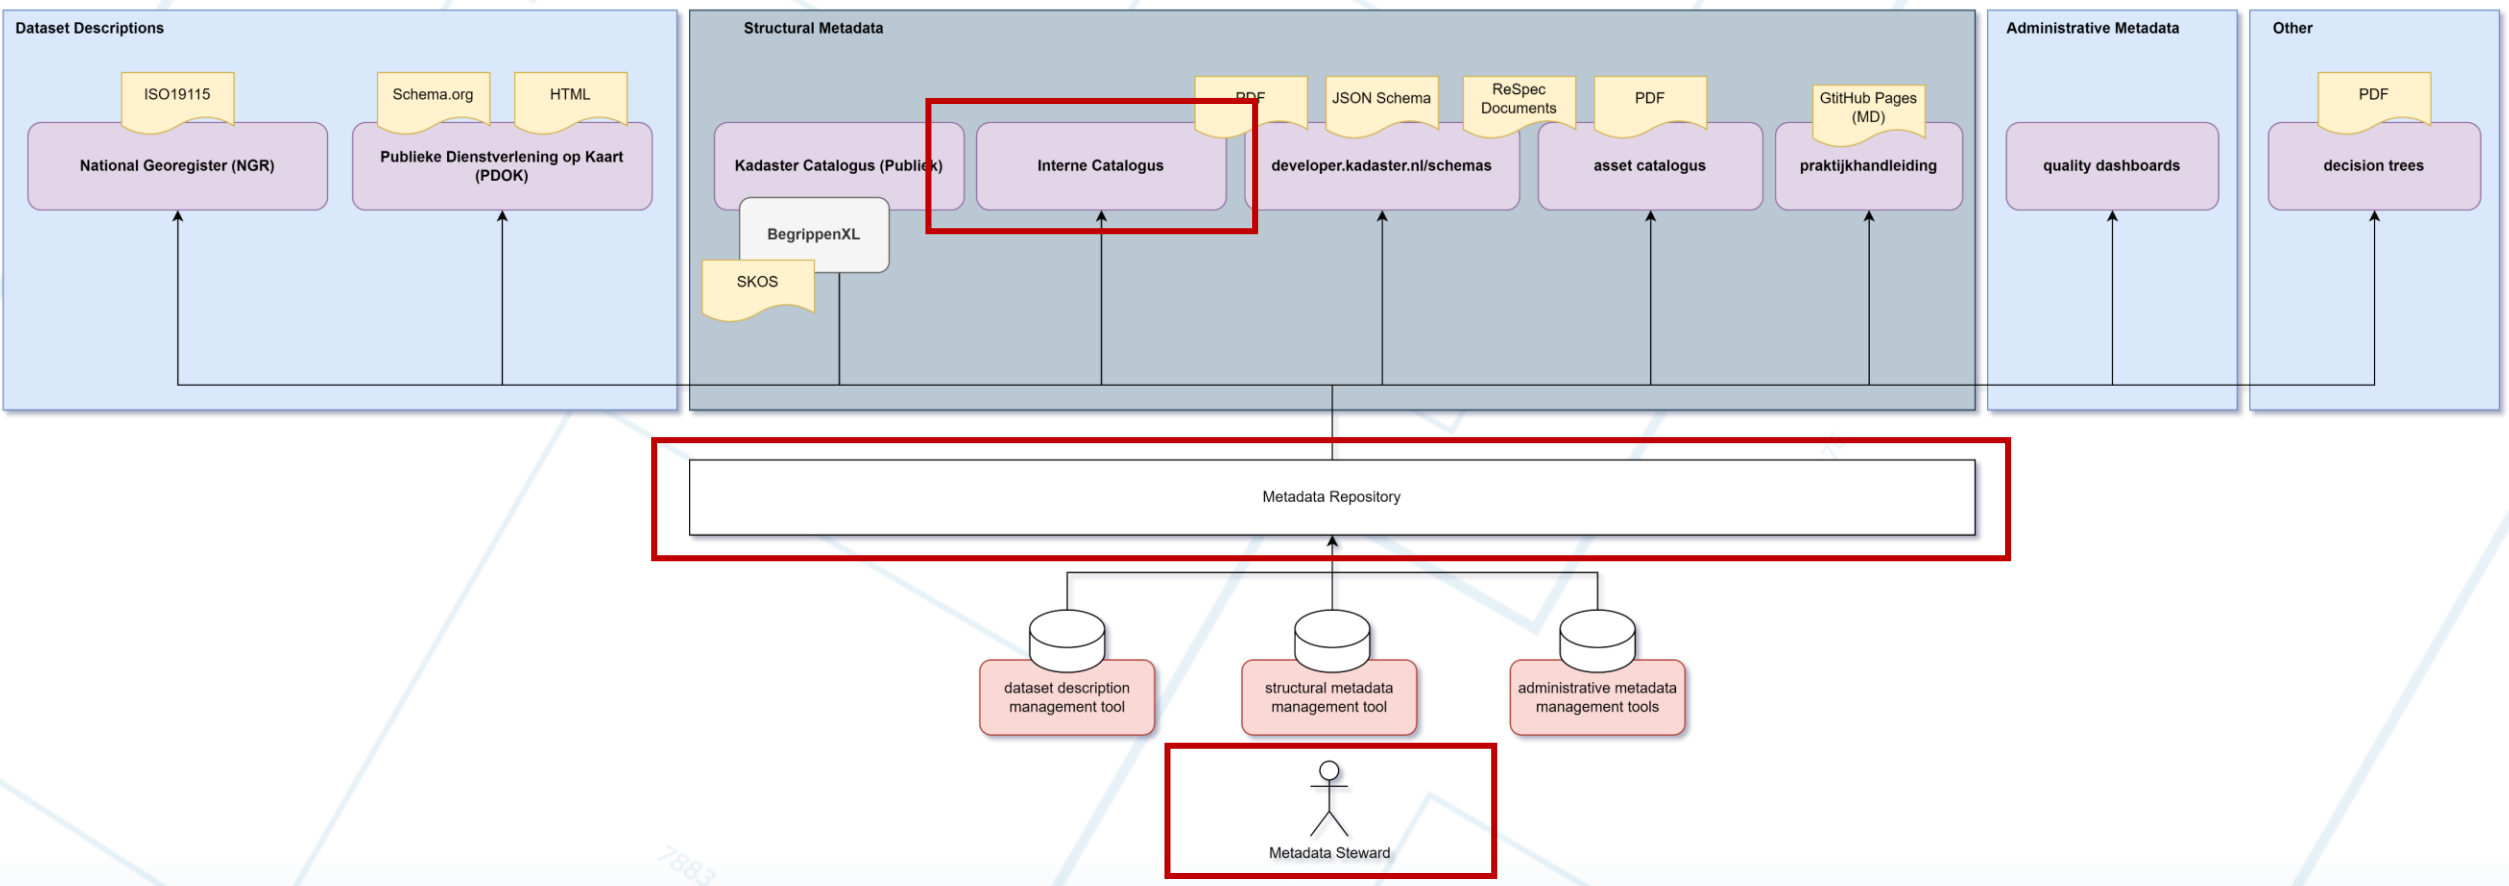 Dataset Descriptions
Structural Metadata
Administrative Metadata
Other
ISO19115
Schema.org
HTML
PDF
JSON Schema
ReSpec
Documents
PDF
GtitHub Pages
(MD)
PDF
National Georegister (NGR)
Publieke Dienstverlening op Kaart
(PDOK)
Kadaster Catalogus (Publiek)
Interne Catalogus
developer.kadaster.nl/schemas
asset catalogus
praktijkhandleiding
quality dashboards
decision trees
BegrippenXL
SKOS
Metadata Repository
dataset description
management tool
structural metadata
management tool
administrative metadata
management tools
Metadata Steward
7883